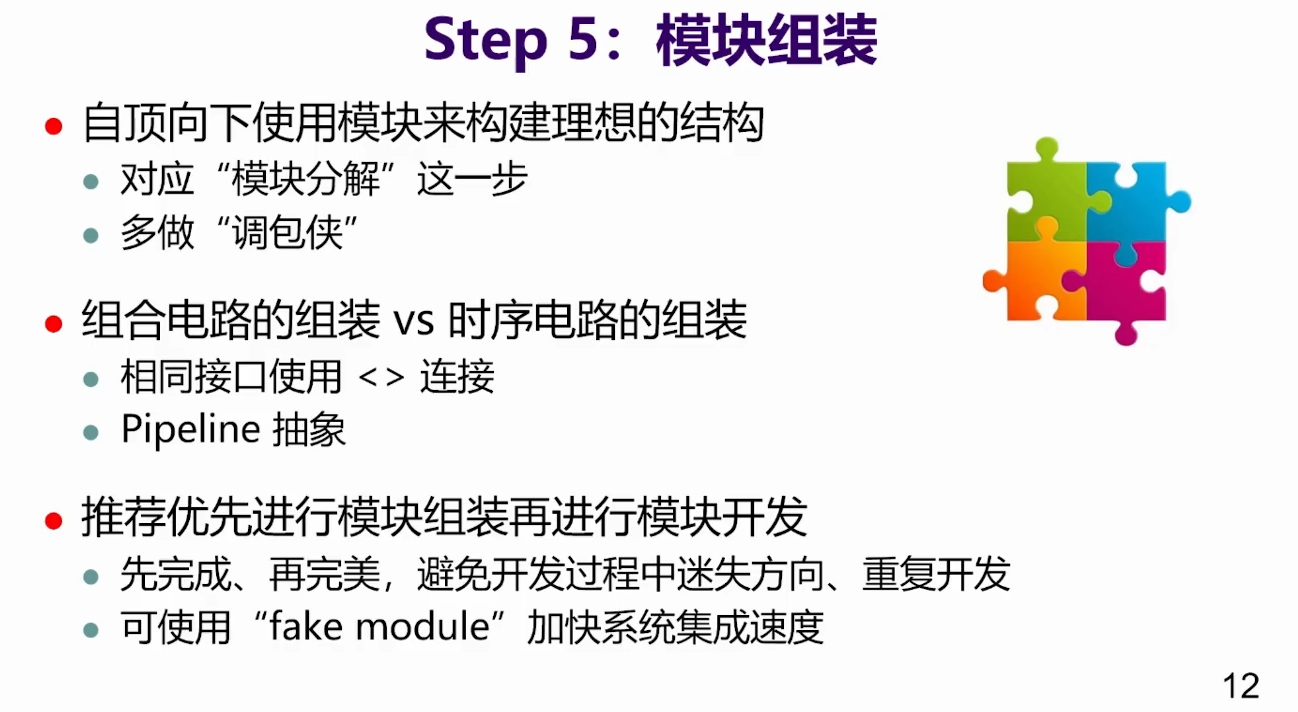 Step 5：模块组装
自顶向下使用模块来构建理想的结构
对应“模块分解”这一步
多做“调包侠”
组合电路的组装 vs 时序电路的组装
相同接口使用 <> 连接
Pipeline 抽象
推荐优先进行模块组装再进行模块开发
先完成、再完美，避免开发过程中迷失方向、重复开发
可使用“fake module”加快系统集成速度
12